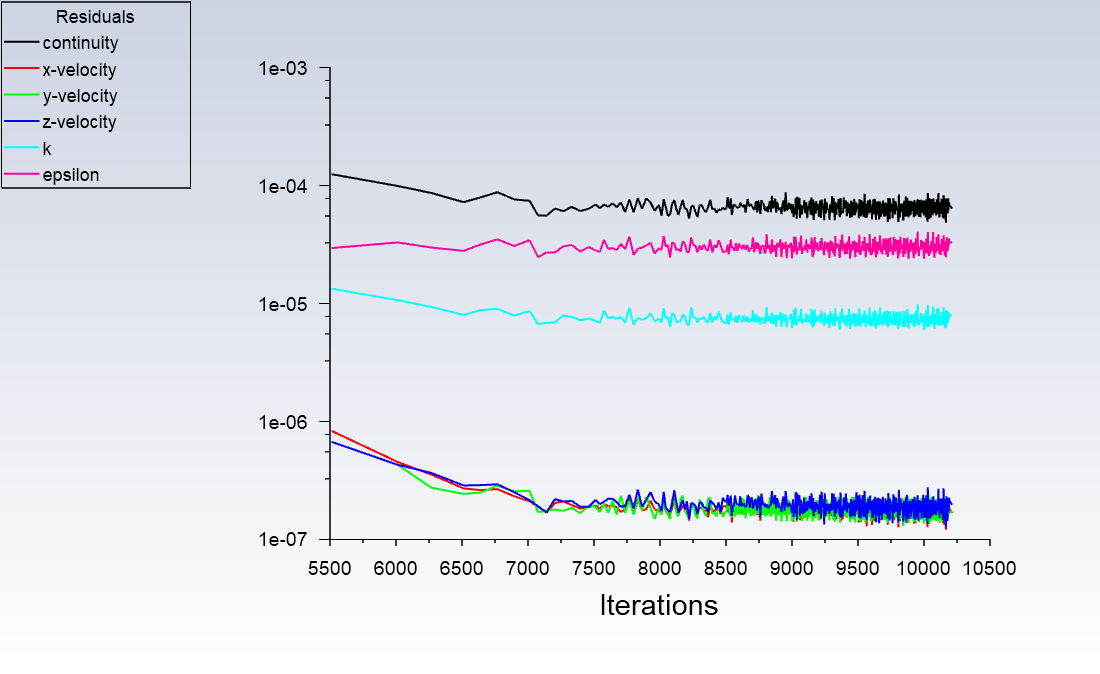 Residuals
continuity
x-velocity
y-velocity
z-velocity
k
epsilon
1e-03
1e-04
1e-05
1e-06
1e-07
5500 6000 6500 7000 7500 8000 8500 9000 9500 10000 10500
Iterations